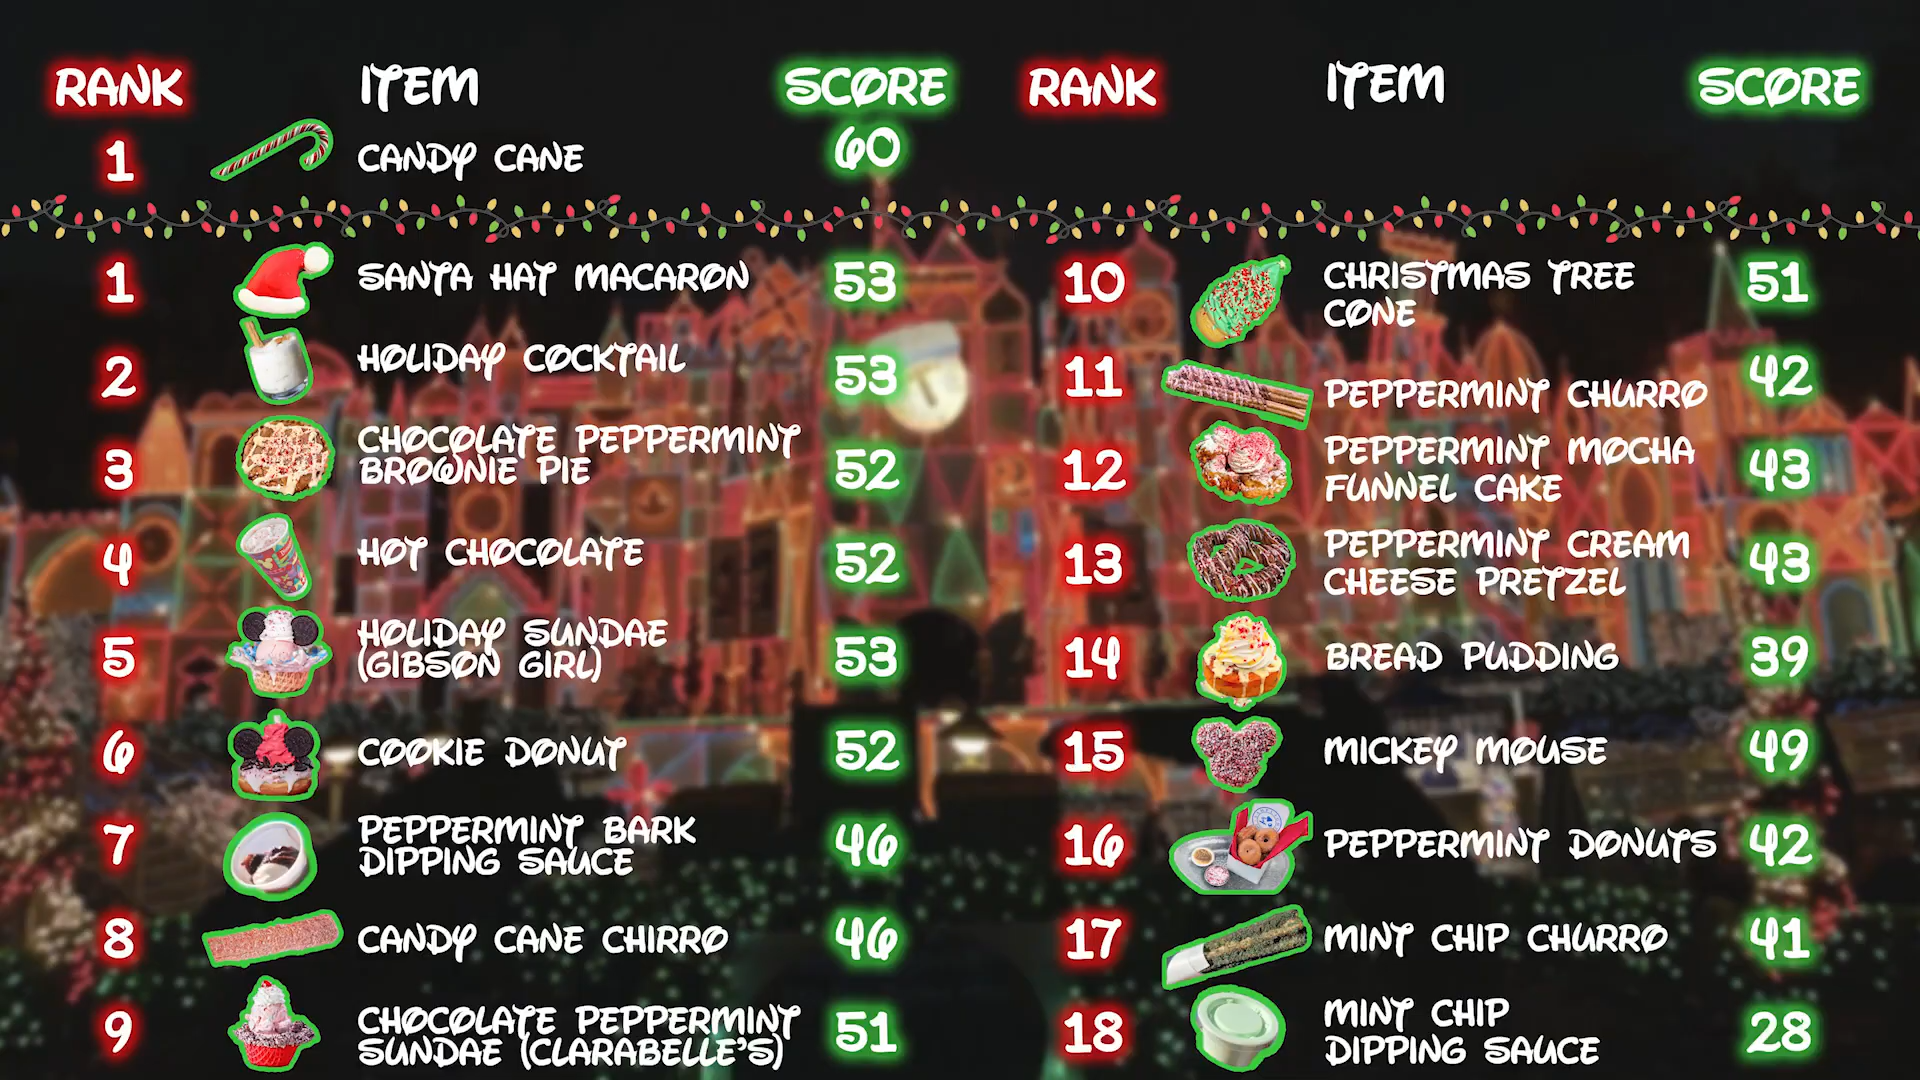 RANK ITEM SCORE RANK ITEM SCORE
1 CANDY CANE 60
1 SANTA HAT MACARON 53
2 HOLIDAY COCKTAIL 53
3 CHOCOLATE PEPPERMINT
BROWNIE PIE 52
4 HOT CHOCOLATE 52
5 HOLIDAY SUNDAE
(GIBSON GIRL) 53
6 COOKIE DONUT 52
7 PEPPERMINT BARK
DIPPING SAUCE 46
8 CANDY CANE CHIRRO 46
9 CHOCOLATE PEPPERMINT
SUNDAE (CLARABELLE'S) 51
10 CHRISTMAS TREE
CONE 51
11 PEPPERMINT CHURRO 42
12 PEPPERMINT MOCHA
FUNNEL CAKE 43
13 PEPPERMINT CREAM
CHEESE PRETZEL 43
14 BREAD PUDDING 39
15 MICKEY MOUSE 49
16 PEPPERMINT DONUTS 42
17 MINT CHIP CHURRO 41
18 MINT CHIP
DIPPING SAUCE 28